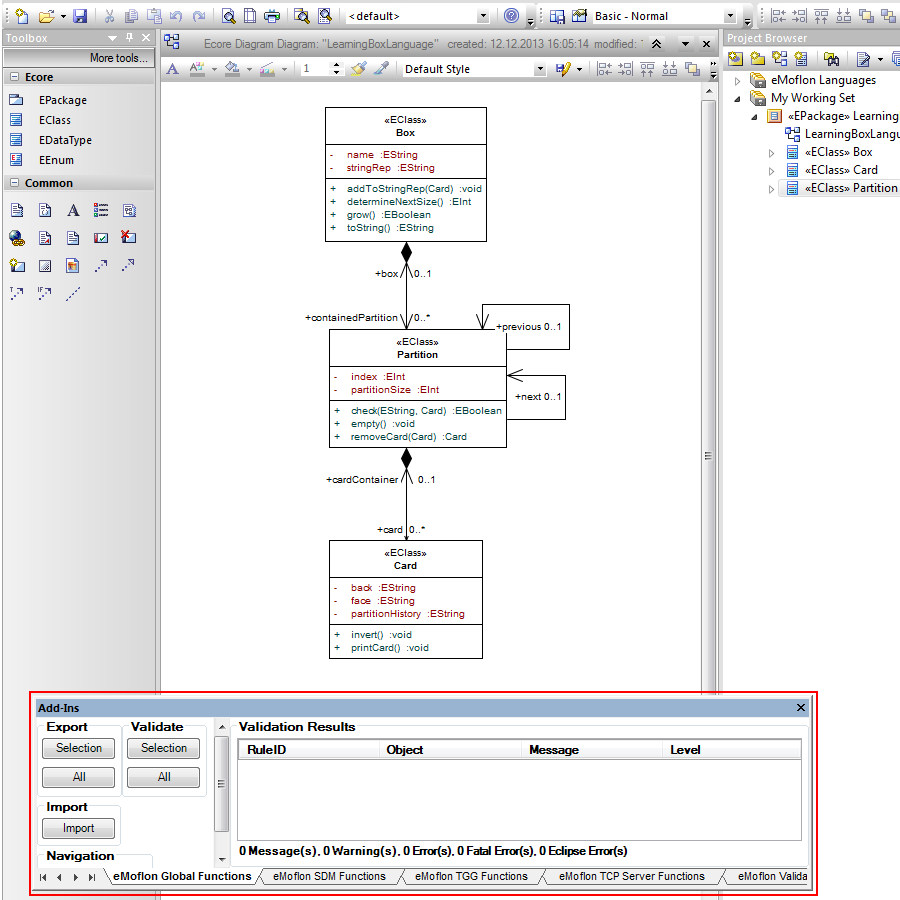 <default>
Basic - Normal
Toolbox
More tools...
Ecore
EPackage
EClass
EDataType
EEnum
Common
Ecore Diagram Diagram: "LearningBoxLanguage" created: 12.12.2013 16:05:14 modified:
1
Default Style
«EClass»
Box
- name :EString
- stringRep :EString
+ addToStringRep(Card) :void
+ determineNextSize() :EInt
+ grow() :EBoolean
+ toString() :EString
+box 0..1
+containedPartition 0..*
+previous 0..1
«EClass»
Partition
- index :EInt
- partitionSize :EInt
+next 0..1
+ check(EString, Card) :EBoolean
+ empty() :void
+ removeCard(Card) :Card
+cardContainer 0..1
+card 0..*
«EClass»
Card
- back :EString
- face :EString
- partitionHistory :EString
+ invert() :void
+ printCard() :void
Project Browser
eMoflon Languages
My Working Set
«EPackage» Learning
LearningBoxLangu
«EClass» Box
«EClass» Card
«EClass» Partition
Add-Ins
Export
Selection
All
Validate
Selection
All
Import
Import
Navigation
Validation Results
RuleID Object Message Level
0 Message(s), 0 Warning(s), 0 Error(s), 0 Fatal Error(s), 0 Eclipse Error(s)
eMoflon Global Functions eMoflon SDM Functions eMoflon TGG Functions eMoflon TCP Server Functions eMoflon Valida